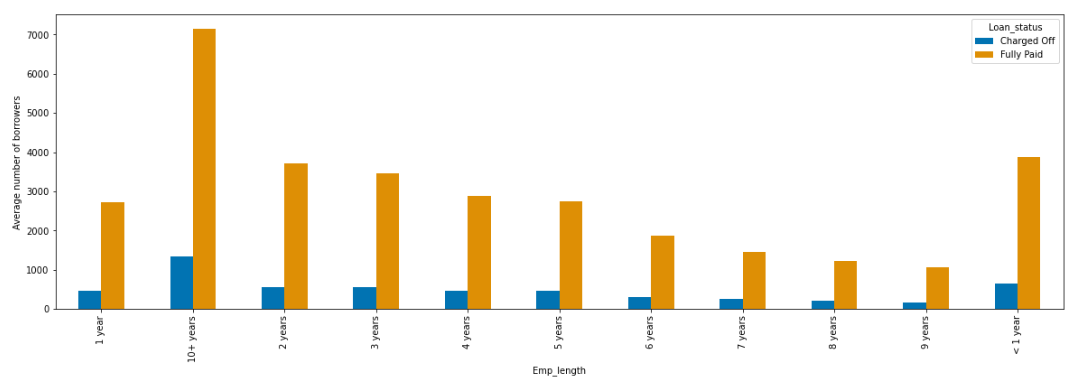 Loan_status
Charged Off
Fully Paid
Average number of borrowers
7000
6000
5000
4000
3000
2000
1000
0
1 year
10+ years
2 years
3 years
4 years
5 years
6 years
7 years
8 years
9 years
< 1 year
Emp_length